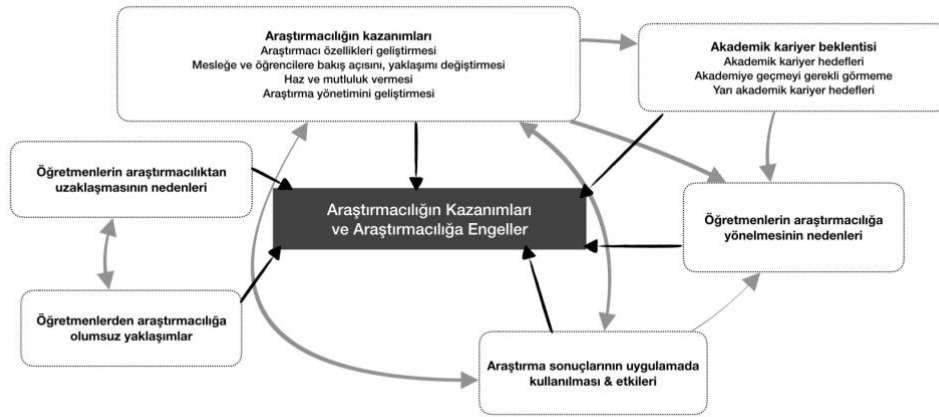 Araştırmacılığın kazanımları
Araştırmacı özellikleri geliştirmesi
Mesleğe ve öğrencilere bakış açısını, yaklaşımı değiştirmesi
Haz ve mutluluk vermesi
Araştırma yönetimini geliştirmesi
Akademik kariyer beklentisi
Akademik kariyer hedefleri
Akademiye geçmeyi gerekli görmeme
Yarı akademik kariyer hedefleri
Öğretmenlerin araştırmacılıktan
uzaklaşmasının nedenleri
Araştırmacılığın Kazanımları
ve Araştırmacılığa Engeller
Öğretmenlerin araştırmacılığa
yönelmesinin nedenleri
Öğretmenlerden araştırmacılığa
olumsuz yaklaşımlar
Araştırma sonuçlarının uygulamada
kullanılması & etkileri